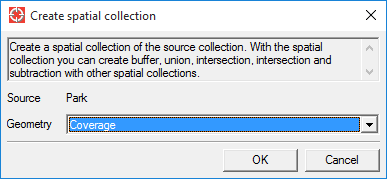 Create spatial collection
Create a spatial collection of the source collection. With the spatial
collection you can create buffer, union, intersection, intersection and
subtraction with other spatial collections.
Source Park
Geometry Coverage
OK Cancel